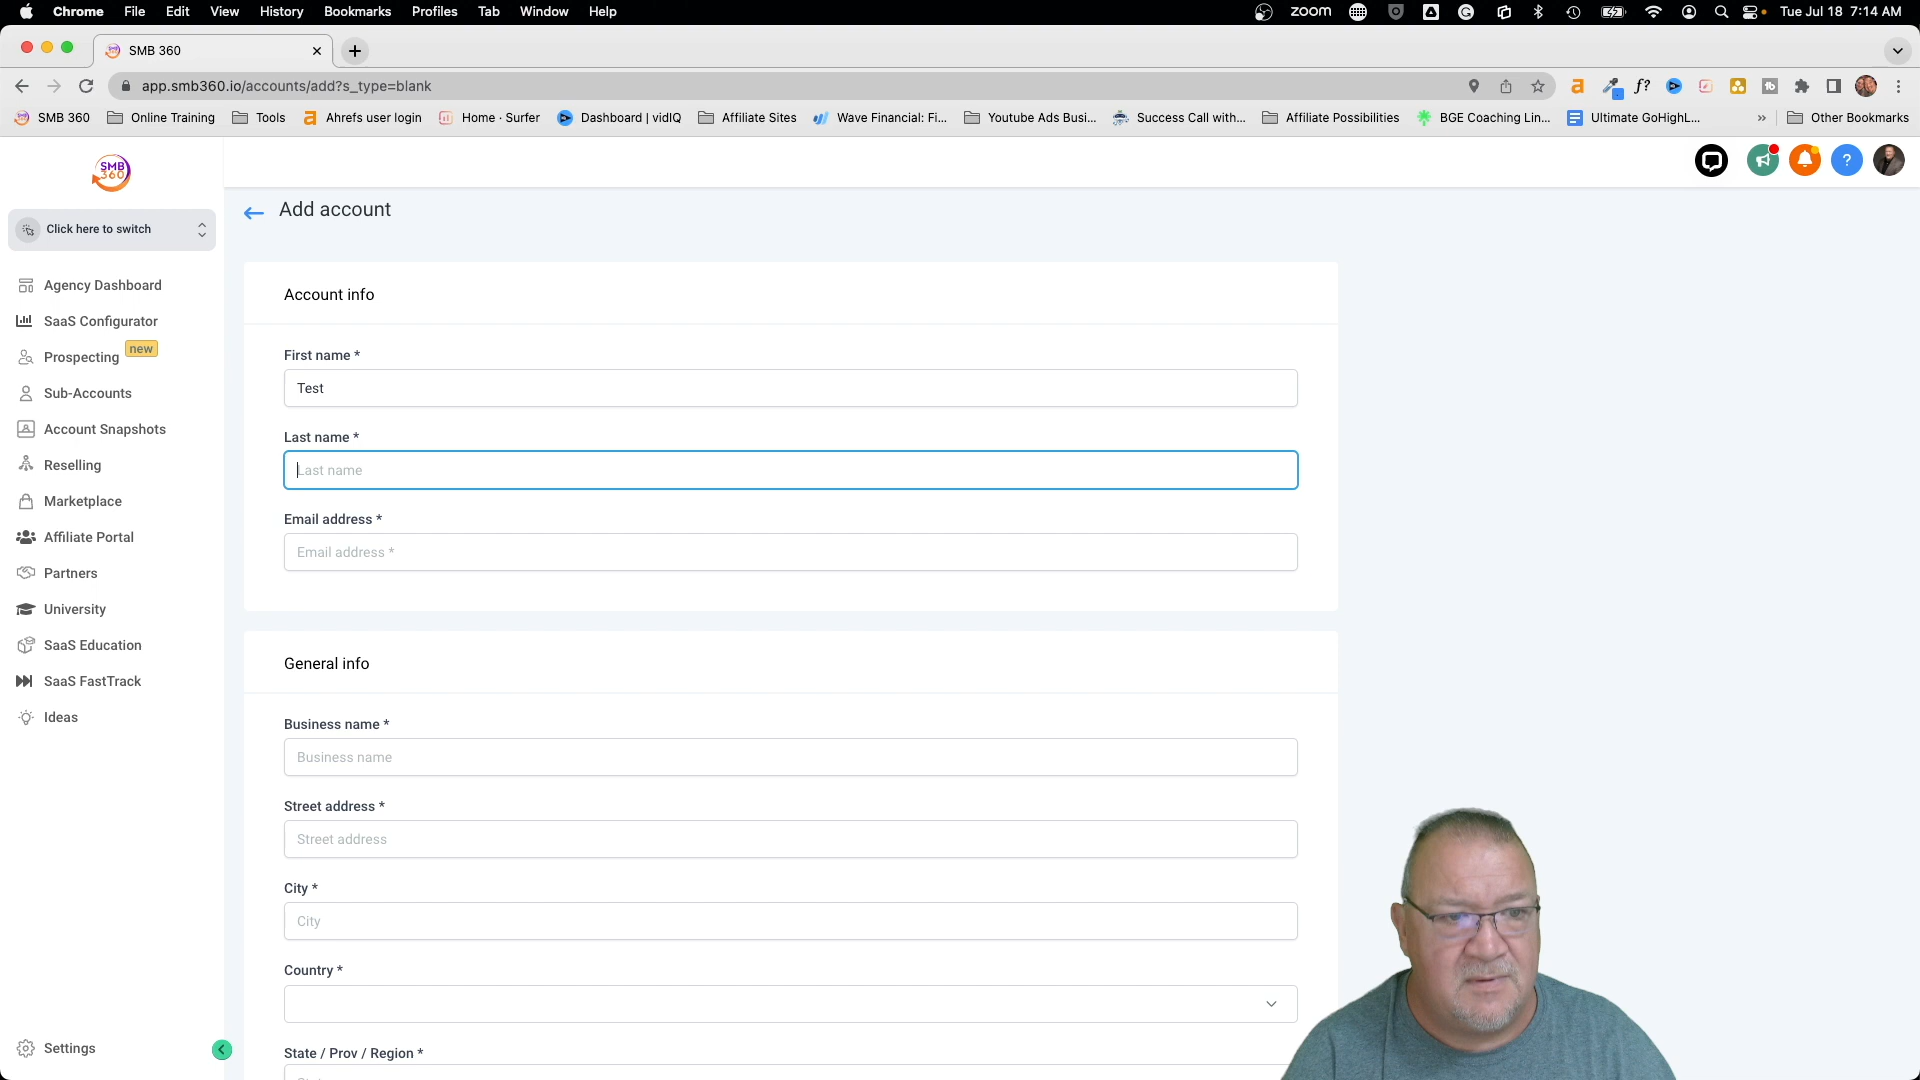 Chrome File Edit View History Bookmarks Profiles Tab Window Help zoom Tue Jul 18 7:14 AM
SMB 360
app.smb360.io/accounts/add?s_type=blank
SMB 360 Online Training Tools Ahrefs user login Home · Surfer Dashboard | vidIQ Affiliate Sites Wave Financial: Fi... Youtube Ads Busi... Success Call with... Affiliate Possibilities BGE Coaching Lin... Ultimate GoHighL... » Other Bookmarks
SMB
360
Click here to switch
Agency Dashboard
SaaS Configurator
Prospecting new
Sub-Accounts
Account Snapshots
Reselling
Marketplace
Affiliate Portal
Partners
University
SaaS Education
SaaS FastTrack
Ideas
Settings
Add account
Account info
First name *
Test
Last name *
Last name
Email address *
Email address *
General info
Business name *
Business name
Street address *
Street address
City *
City
Country *
State / Prov / Region *